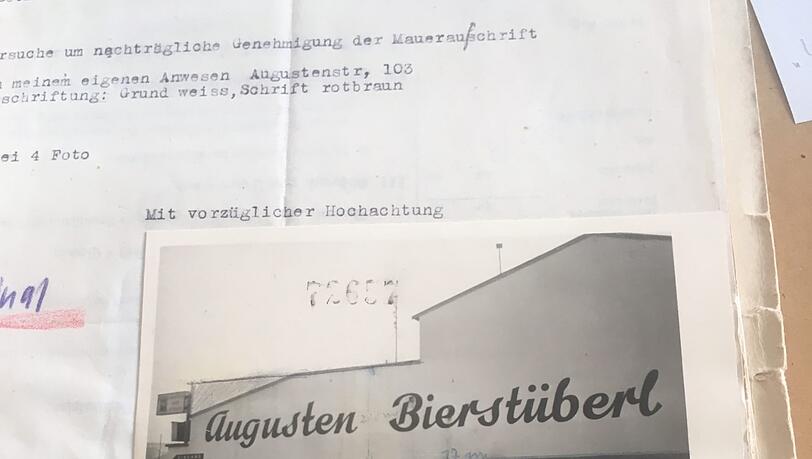 rsuche um nachträgliche Genehmigung der Maueraufschrift
meinem eigenen Anwesen Augustenstr, 103
schriftung: Grund weiss,Schrift rotbraun
ei 4 Foto
Mit vorzüglicher Hochachtung
72657
Augusten Bierstüberl